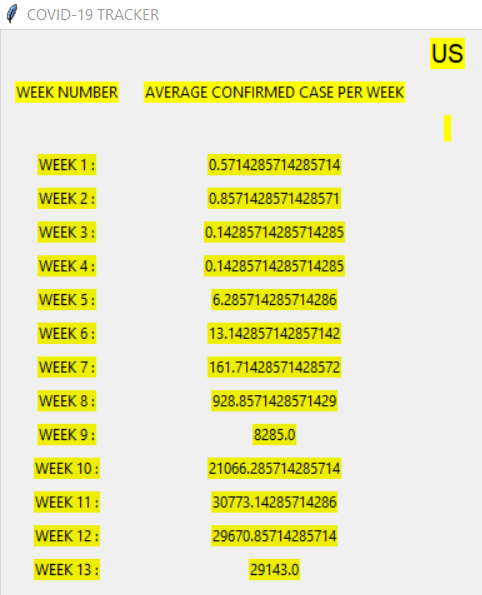 COVID-19 TRACKER
US
WEEK NUMBER AVERAGE CONFIRMED CASE PER WEEK
WEEK 1 : 0.5714285714285714
WEEK 2 : 0.8571428571428571
WEEK 3 : 0.14285714285714285
WEEK 4 : 0.14285714285714285
WEEK 5 : 6.285714285714286
WEEK 6 : 13.142857142857142
WEEK 7 : 161.71428571428572
WEEK 8 : 928.8571428571429
WEEK 9 : 8285.0
WEEK 10 : 21066.285714285714
WEEK 11 : 30773.14285714286
WEEK 12 : 29670.85714285714
WEEK 13 : 29143.0